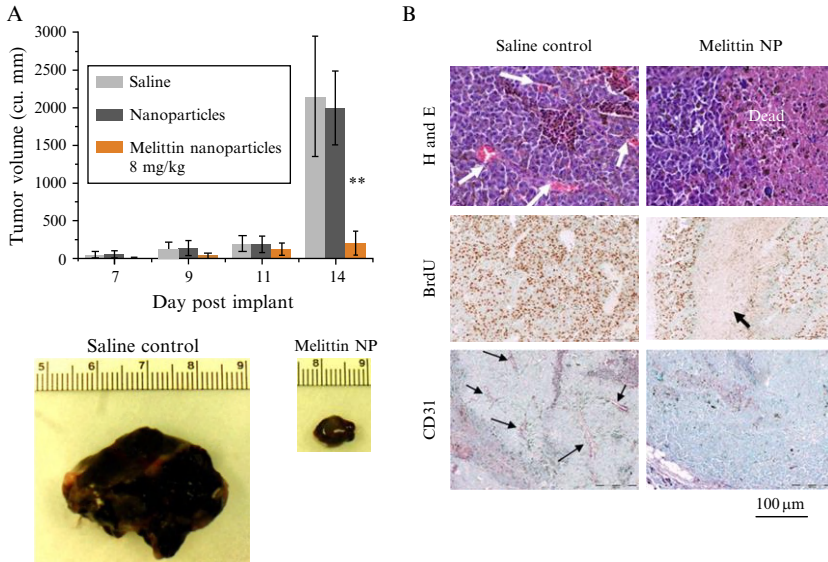 A
Tumor volume (cu. mm)
3000
2500
2000
1500
1000
500
0
Saline
Nanoparticles
Melittin nanoparticles
8 mg/kg
**
7 9 11 14
Day post implant
Saline control
5 6 7 8 9
Melittin NP
8 9
B
Saline control Melittin NP
H and E
Dead
BrdU
CD31
100 µm